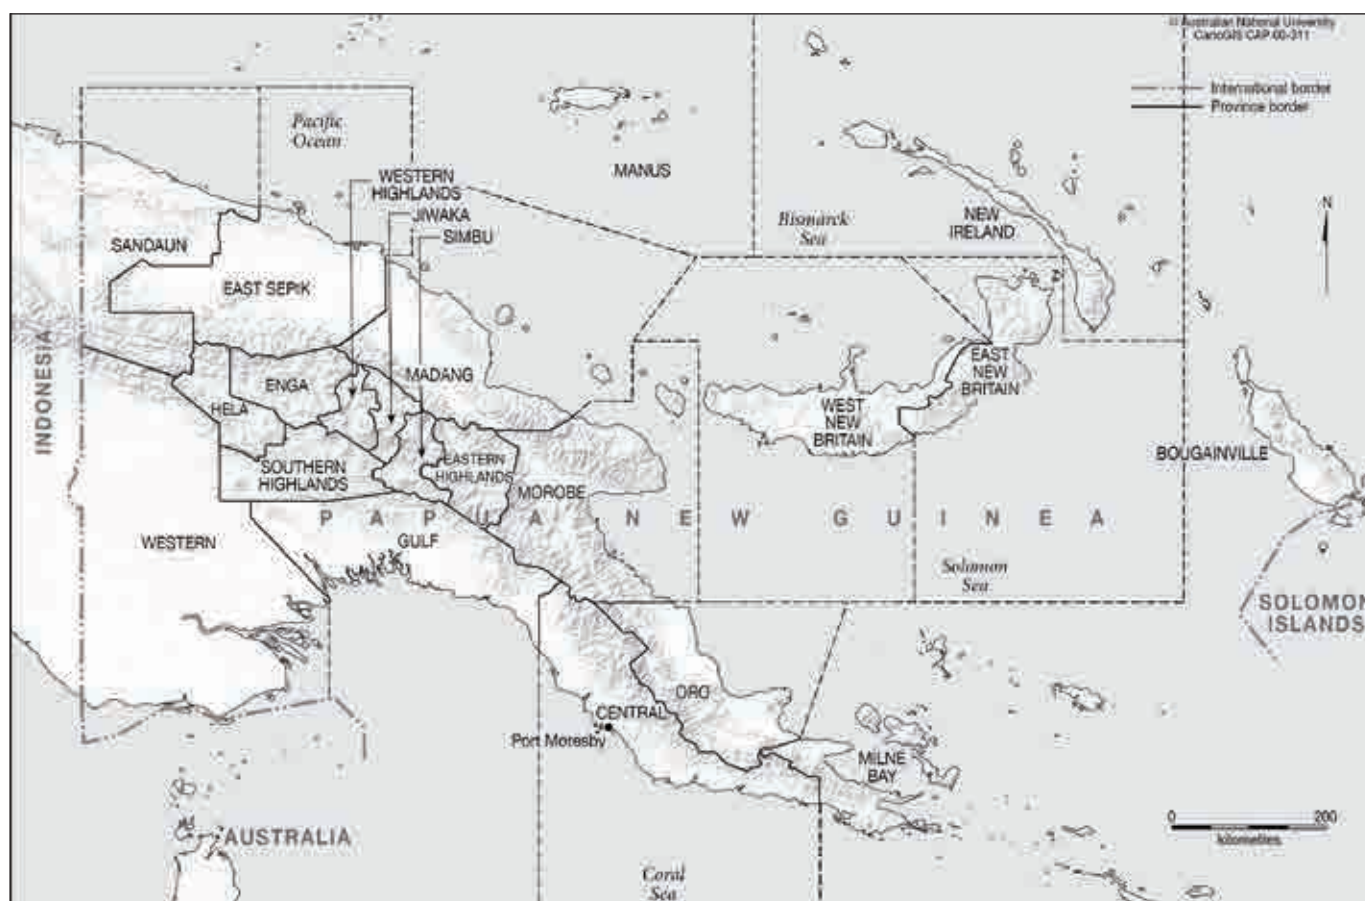 © Australian National University
CartoGIS CAP 00-311
International border
Province border
Pacific
Ocean
WESTERN
HIGHLANDS
JIWAKA
SIMBU
MANUS
Bismarck
Sea
NEW
IRELAND
N
SANDAUN
EAST SEPIK
INDONESIA
ENGA
MADANG
HELA
EAST
NEW
BRITAIN
WEST
NEW
BRITAIN
SOUTHERN
HIGHLANDS
EASTERN
HIGHLANDS
MOROBE
BOUGAINVILLE
PAPUA NEW GUINEA
WESTERN
GULF
Solomon
Sea
SOLOMON
ISLANDS
ORO
CENTRAL
Port Moresby
MILNE
BAY
AUSTRALIA
0 200
kilometres
Coral
Sea